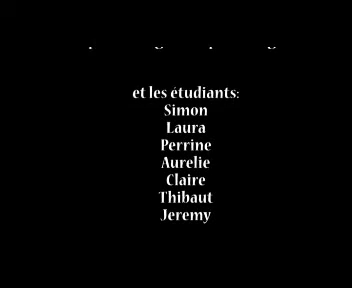 et les étudiants:
Simon
Laura
Perrine
Aurelie
Claire
Thibaut
Jeremy